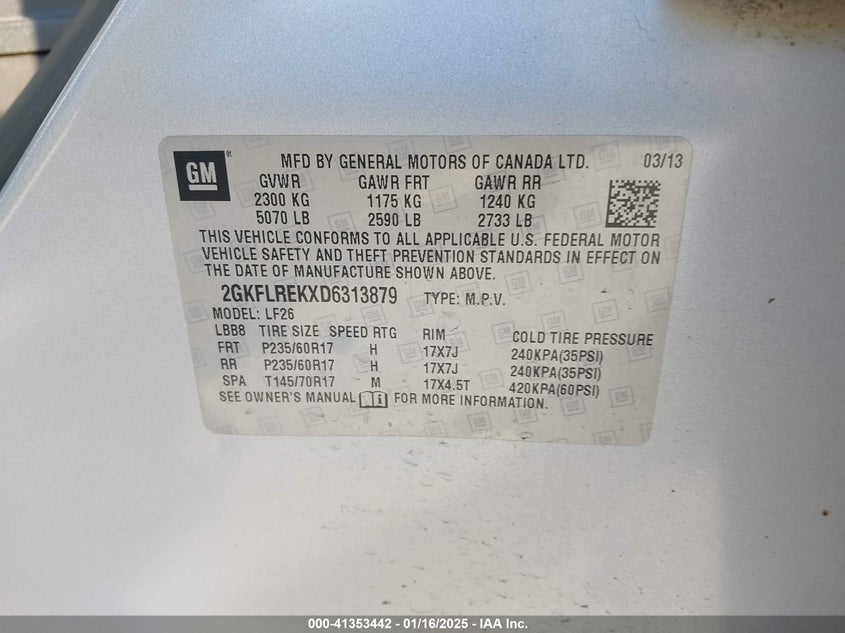 GM ® MFD BY GENERAL MOTORS OF CANADA LTD. 03/13
GVWR GAWR FRT GAWR RR
2300 KG 1175 KG 1240 KG
5070 LB 2590 LB 2733 LB
THIS VEHICLE CONFORMS TO ALL APPLICABLE U.S. FEDERAL MOTOR
VEHICLE SAFETY AND THEFT PREVENTION STANDARDS IN EFFECT ON
THE DATE OF MANUFACTURE SHOWN ABOVE.
2GKFLREKXD6313879 TYPE: M.P.V.
MODEL: LF26
LBB8 TIRE SIZE SPEED RTG RIM COLD TIRE PRESSURE
FRT P235/60R17 H 17X7J 240KPA(35PSI)
RR P235/60R17 H 17X7J 240KPA(35PSI)
SPA T145/70R17 M 17X4.5T 420KPA(60PSI)
SEE OWNER'S MANUAL FOR MORE INFORMATION.
000-41353442 - 01/16/2025 - IAA Inc.